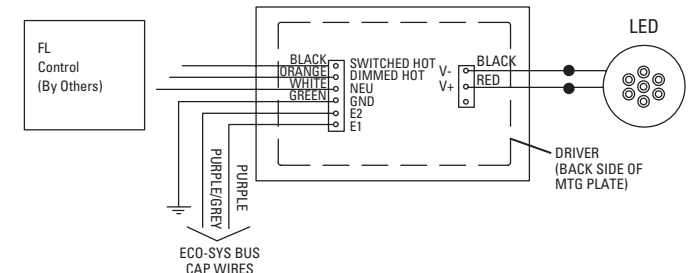 LED
FL
Control
(By Others)
BLACK
ORANGE
WHITE
GREEN
SWITCHED HOT
DIMMED HOT
NEU
GND
E2
E1
V-
V+
BLACK
RED
DRIVER
(BACK SIDE OF
MTG PLATE)
PURPLE/GREY
PURPLE
ECO-SYS BUS
CAP WIRES